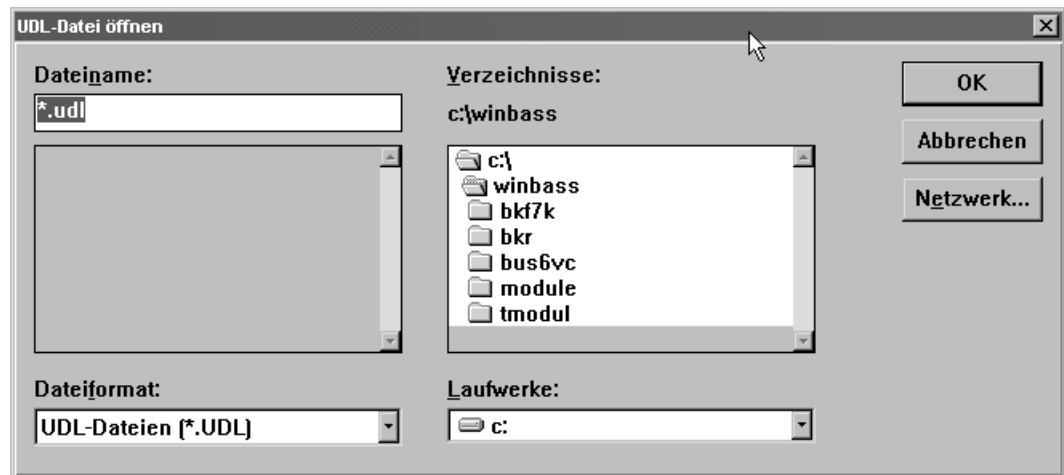 UDL-Datei öffnen
Dateiname:
*.udl
Verzeichnisse:
c:\winbass
c:\
winbass
bkf7k
bkr
bus6vc
module
tmodul
OK
Abbrechen
Netzwerk...
Dateiformat:
UDL-Dateien (*.UDL)
Laufwerke:
c: